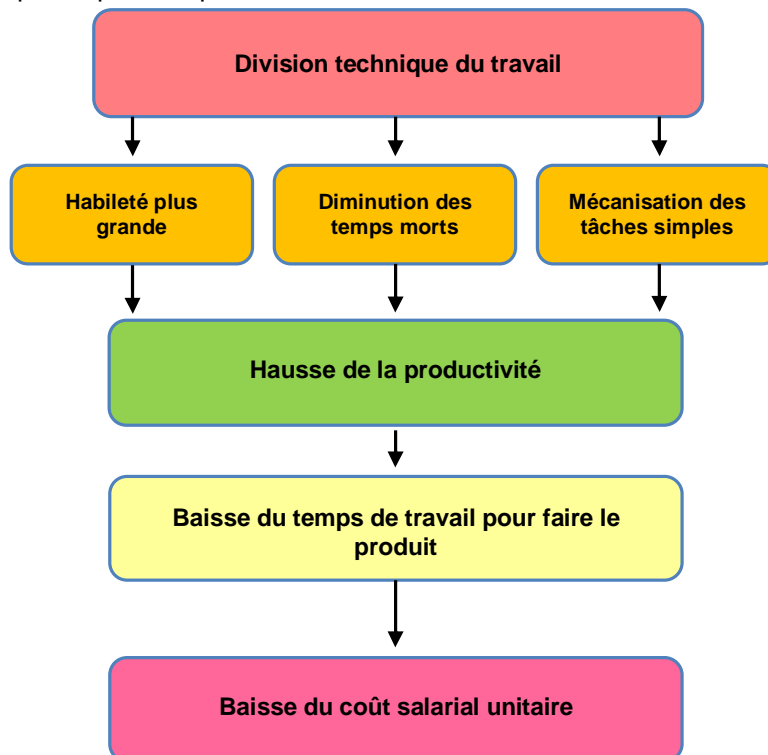 Division technique du travail
Habileté plus
grande
Diminution des
temps morts
Mécanisation des
tâches simples
Hausse de la productivité
Baisse du temps de travail pour faire le
produit
Baisse du coût salarial unitaire